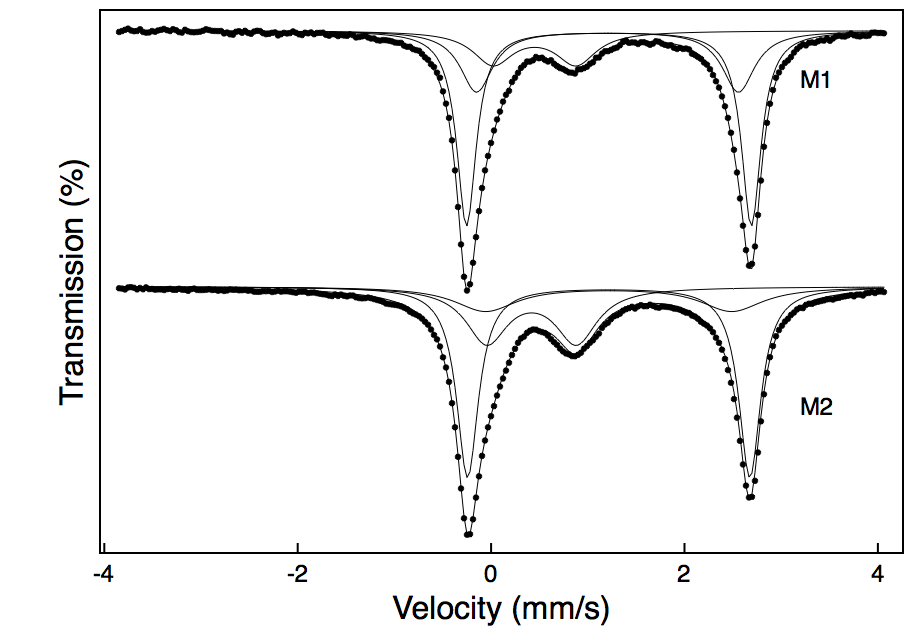 M1
M2
Transmission (%)
-4 -2 0 2 4
Velocity (mm/s)